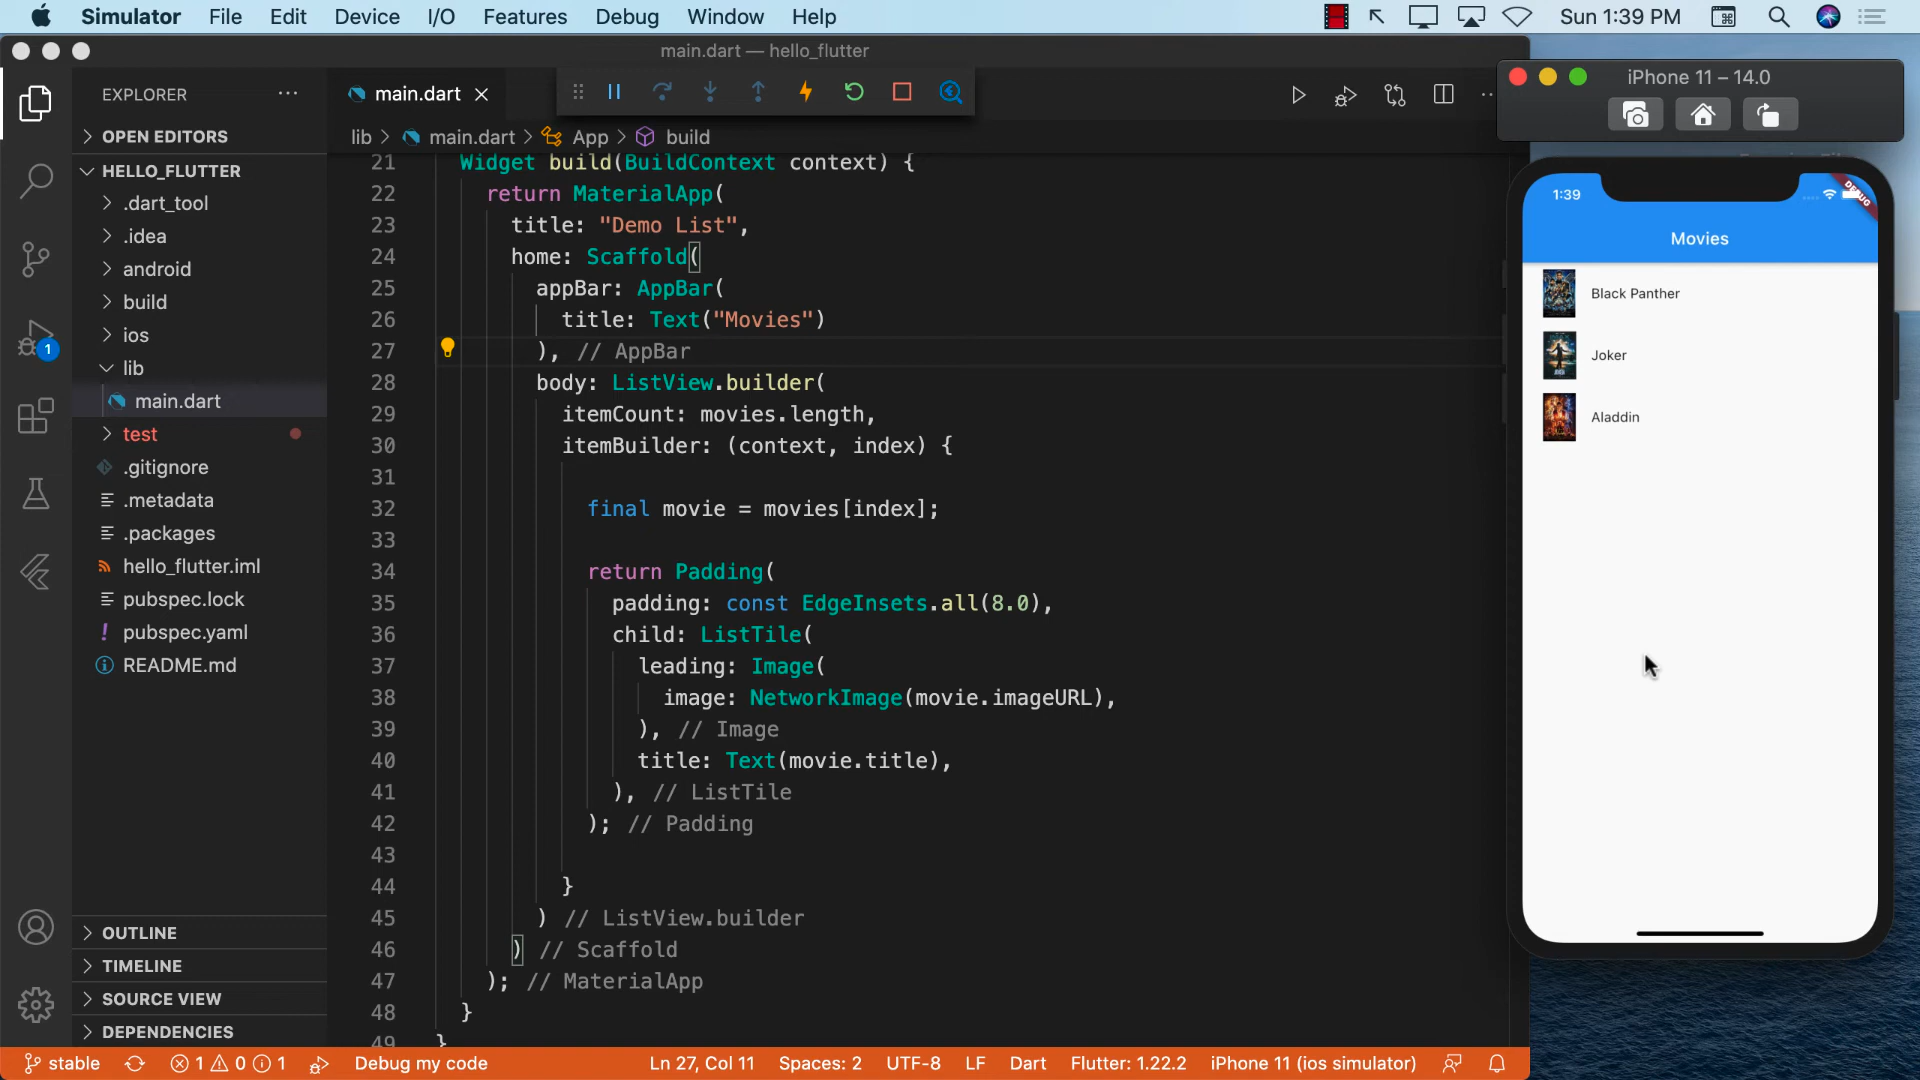 Simulator File Edit Device I/O Features Debug Window Help Sun 1:39 PM
main.dart — hello_flutter
EXPLORER
OPEN EDITORS
HELLO_FLUTTER
.dart_tool
.idea
android
build
ios
lib
main.dart
test
.gitignore
.metadata
.packages
hello_flutter.iml
pubspec.lock
pubspec.yaml
README.md
OUTLINE
TIMELINE
SOURCE VIEW
DEPENDENCIES
1
main.dart
lib > main.dart > App > build
21 Widget build(BuildContext context) {
22 return MaterialApp(
23 title: "Demo List",
24 home: Scaffold(
25 appBar: AppBar(
26 title: Text("Movies")
27 ), // AppBar
28 body: ListView.builder(
29 itemCount: movies.length,
30 itemBuilder: (context, index) {
31
32 final movie = movies[index];
33
34 return Padding(
35 padding: const EdgeInsets.all(8.0),
36 child: ListTile(
37 leading: Image(
38 image: NetworkImage(movie.imageURL),
39 ), // Image
40 title: Text(movie.title),
41 ), // ListTile
42 ); // Padding
43
44 }
45 ) // ListView.builder
46 ) // Scaffold
47 ); // MaterialApp
48 }
49 }
iPhone 11 – 14.0
1:39
DEBUG
Movies
Black Panther
Joker
Aladdin
stable 1 0 1 Debug my code Ln 27, Col 11 Spaces: 2 UTF-8 LF Dart Flutter: 1.22.2 iPhone 11 (ios simulator)